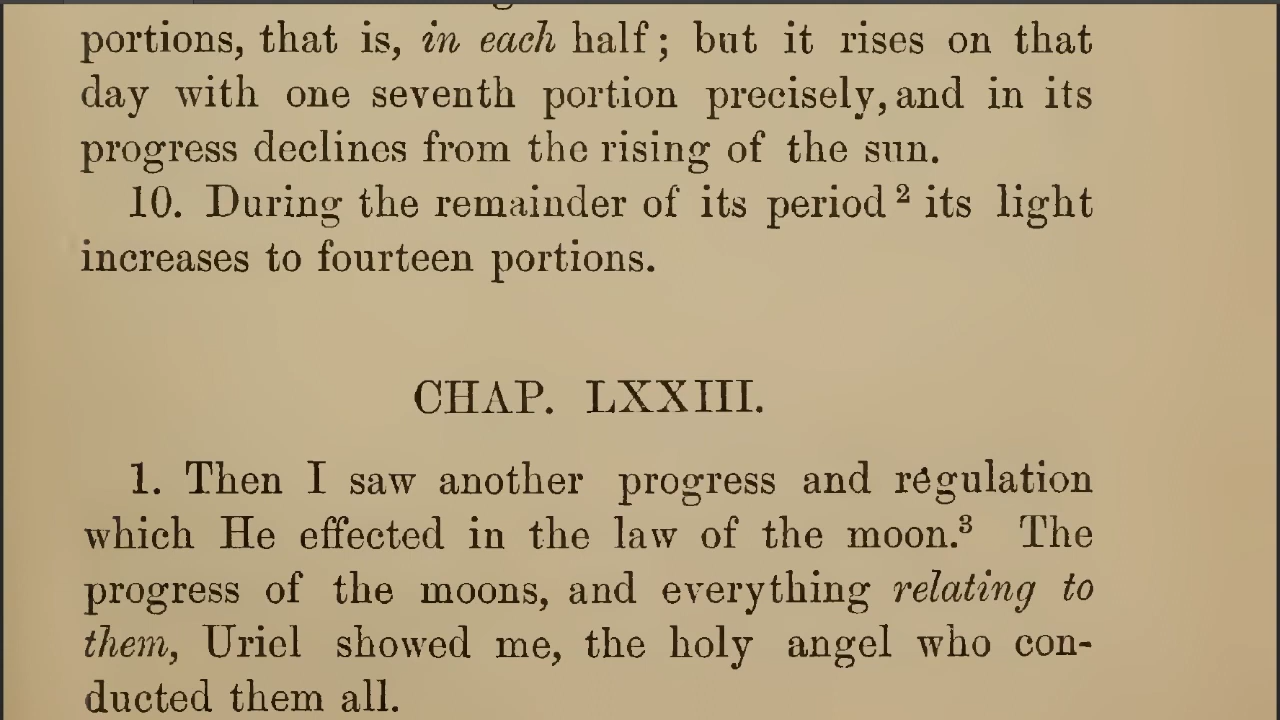 portions, that is, in each half; but it rises on that
day with one seventh portion precisely, and in its
progress declines from the rising of the sun.
10. During the remainder of its period ² its light
increases to fourteen portions.
CHAP. LXXIII.
1. Then I saw another progress and regulation
which He effected in the law of the moon.³ The
progress of the moons, and everything relating to
them, Uriel showed me, the holy angel who con-
ducted them all.